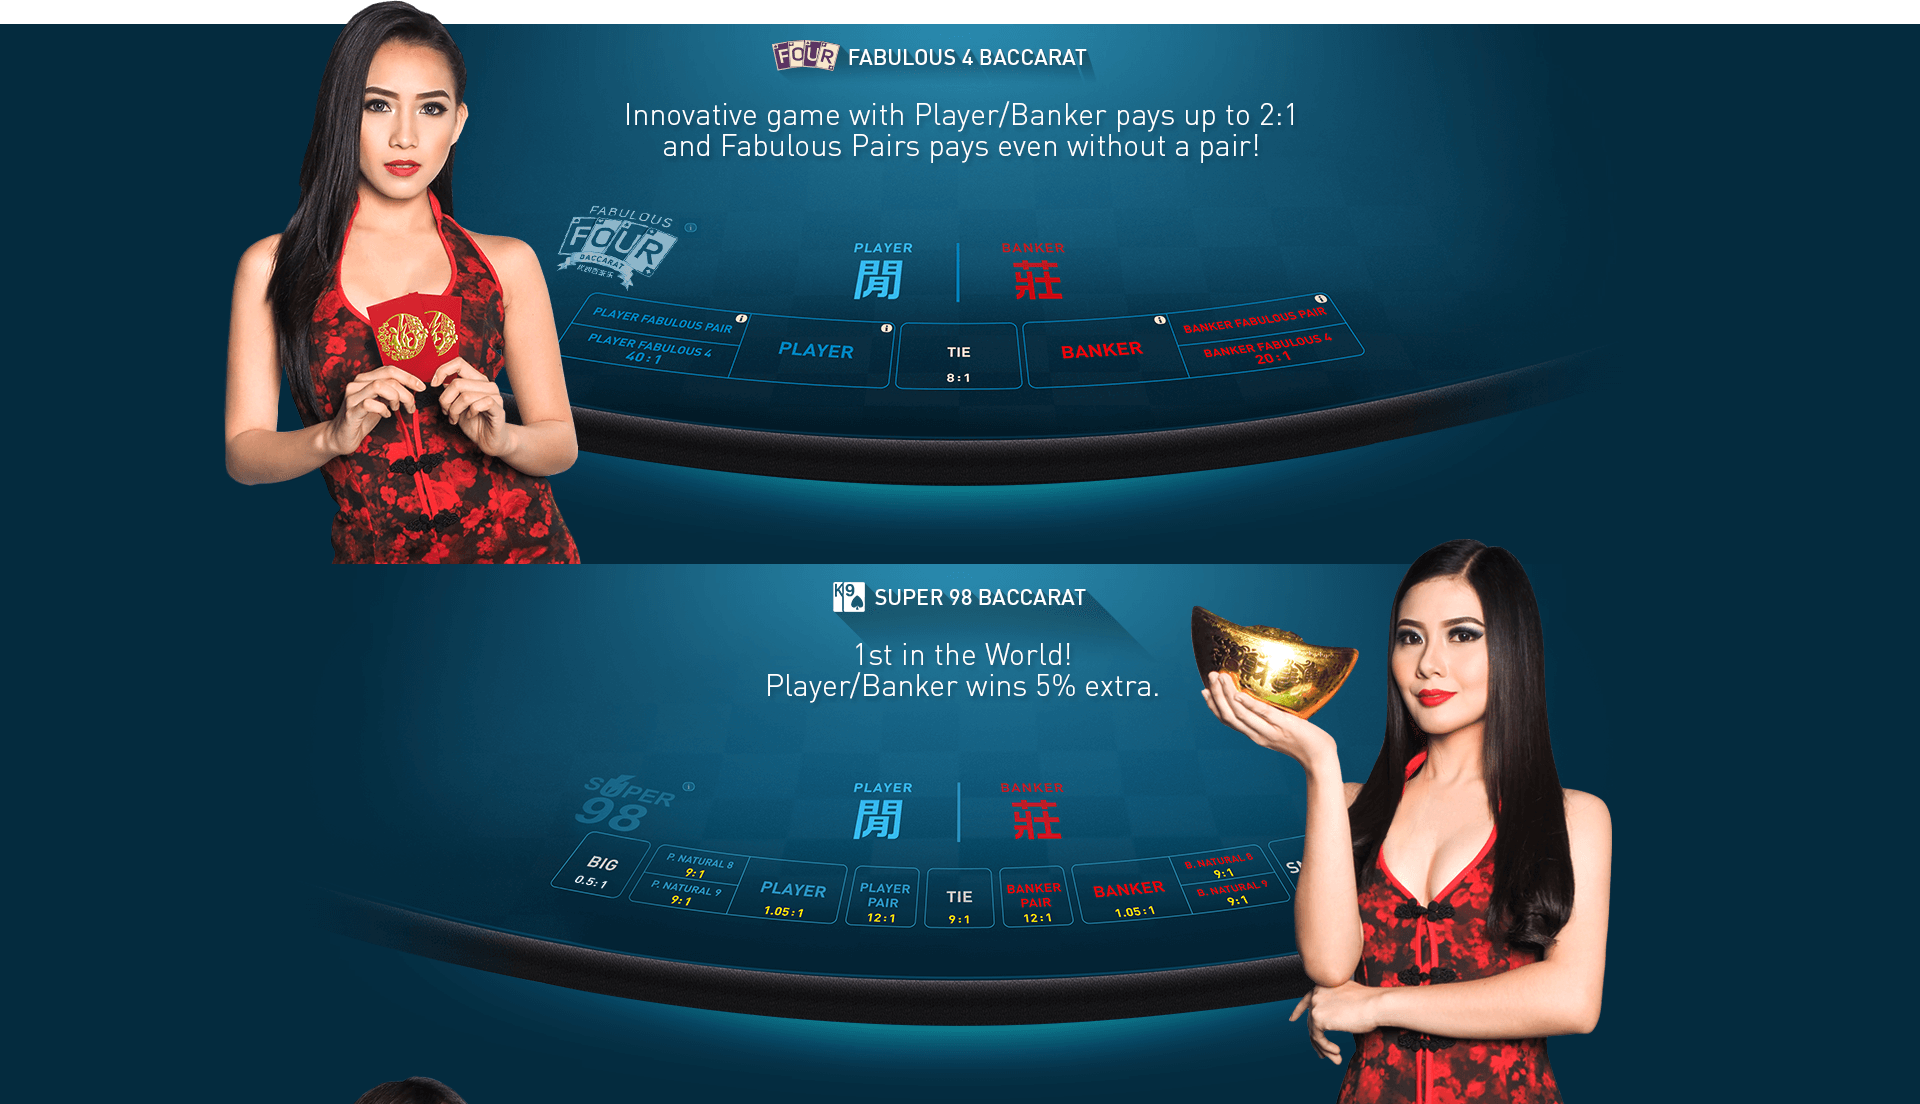 FOUR FABULOUS 4 BACCARAT
Innovative game with Player/Banker pays up to 2:1
and Fabulous Pairs pays even without a pair!
FABULOUS
FOUR
BACCARAT
PLAYER
閒
BANKER
莊
PLAYER FABULOUS PAIR
PLAYER FABULOUS 4
40:1
PLAYER
TIE
8:1
BANKER
BANKER FABULOUS PAIR
BANKER FABULOUS 4
20:1
K9 SUPER 98 BACCARAT
1st in the World!
Player/Banker wins 5% extra.
SUPER
98
PLAYER
閒
BANKER
莊
BIG
0.5:1
P. NATURAL 8
9:1
P. NATURAL 9
9:1
PLAYER
1.05:1
PLAYER
PAIR
12:1
TIE
9:1
BANKER
PAIR
12:1
BANKER
1.05:1
B. NATURAL 8
9:1
B. NATURAL 9
9:1